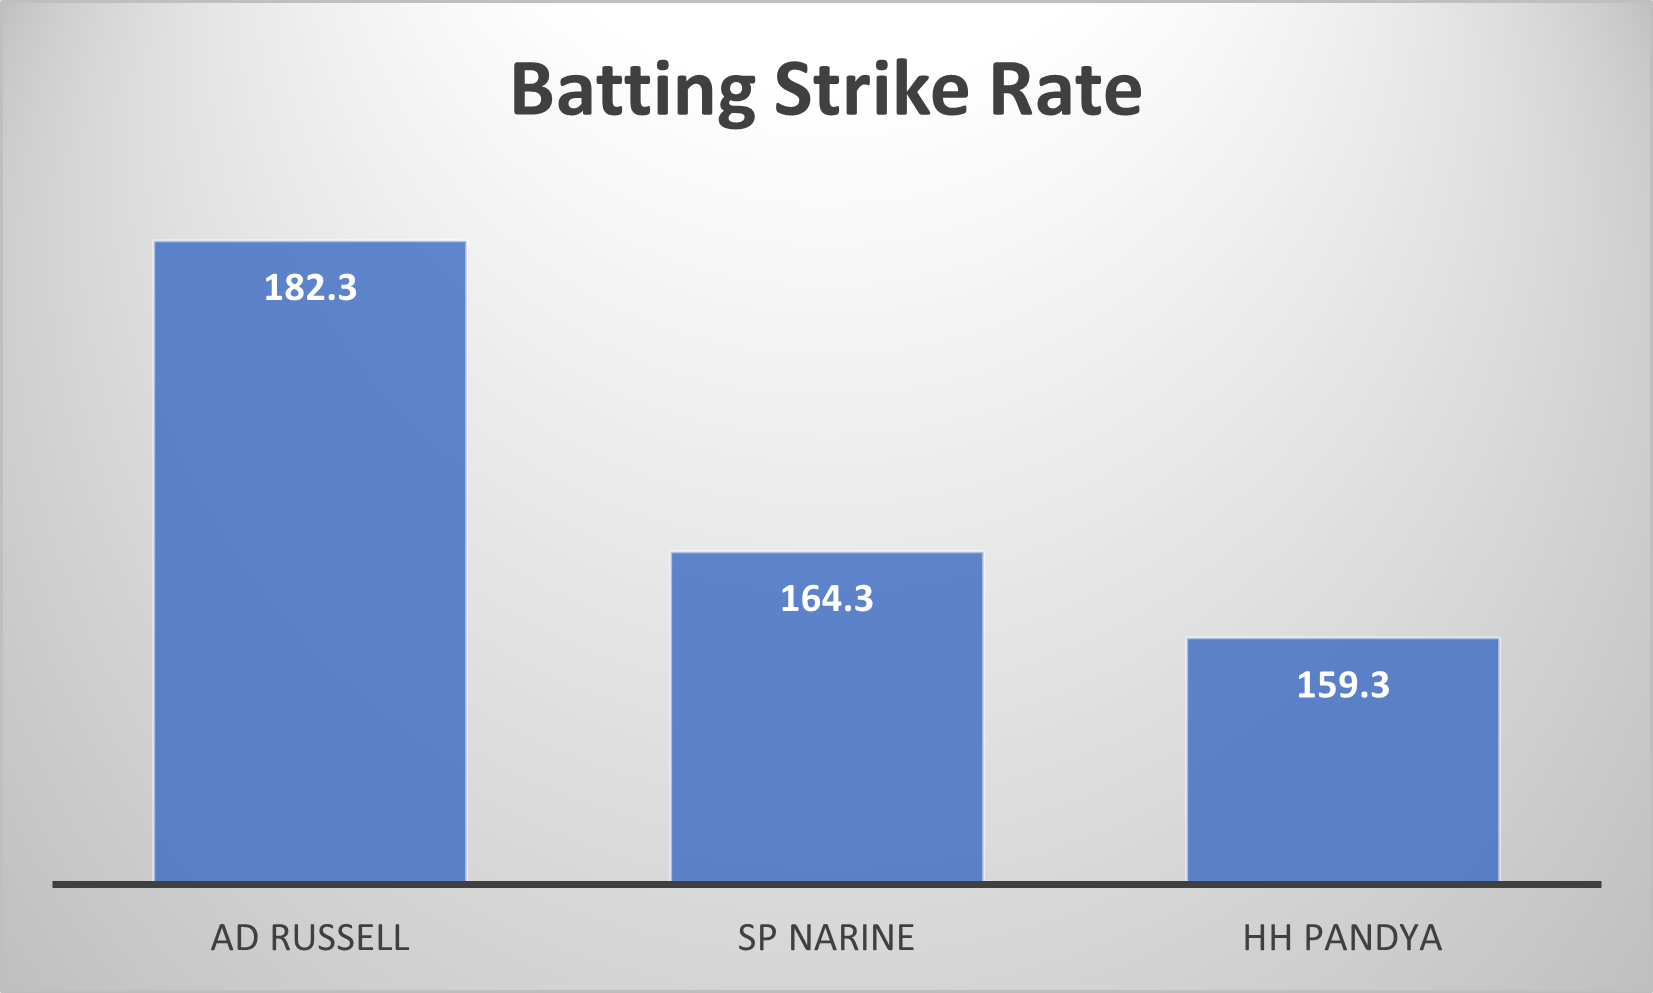 Batting Strike Rate
182.3
164.3
159.3
AD RUSSELL
SP NARINE
HH PANDYA